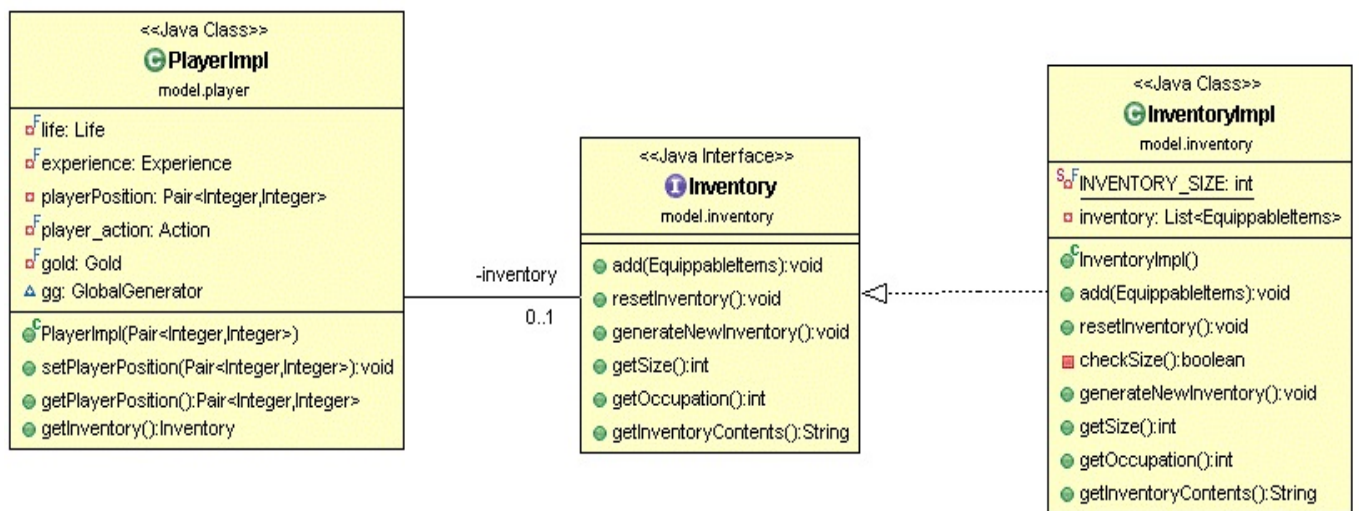 <<Java Class>>
PlayerImpl
model.player
F life: Life
F experience: Experience
playerPosition: Pair<Integer,Integer>
F player_action: Action
F gold: Gold
gg: GlobalGenerator
C PlayerImpl(Pair<Integer,Integer>)
setPlayerPosition(Pair<Integer,Integer>):void
getPlayerPosition():Pair<Integer,Integer>
getInventory():Inventory
-inventory
0..1
<<Java Interface>>
I Inventory
model.inventory
add(EquippableItems):void
resetInventory():void
generateNewInventory():void
getSize():int
getOccupation():int
getInventoryContents():String
<<Java Class>>
C InventoryImpl
model.inventory
S F INVENTORY_SIZE: int
inventory: List<EquippableItems>
C InventoryImpl()
add(EquippableItems):void
resetInventory():void
checkSize():boolean
generateNewInventory():void
getSize():int
getOccupation():int
getInventoryContents():String